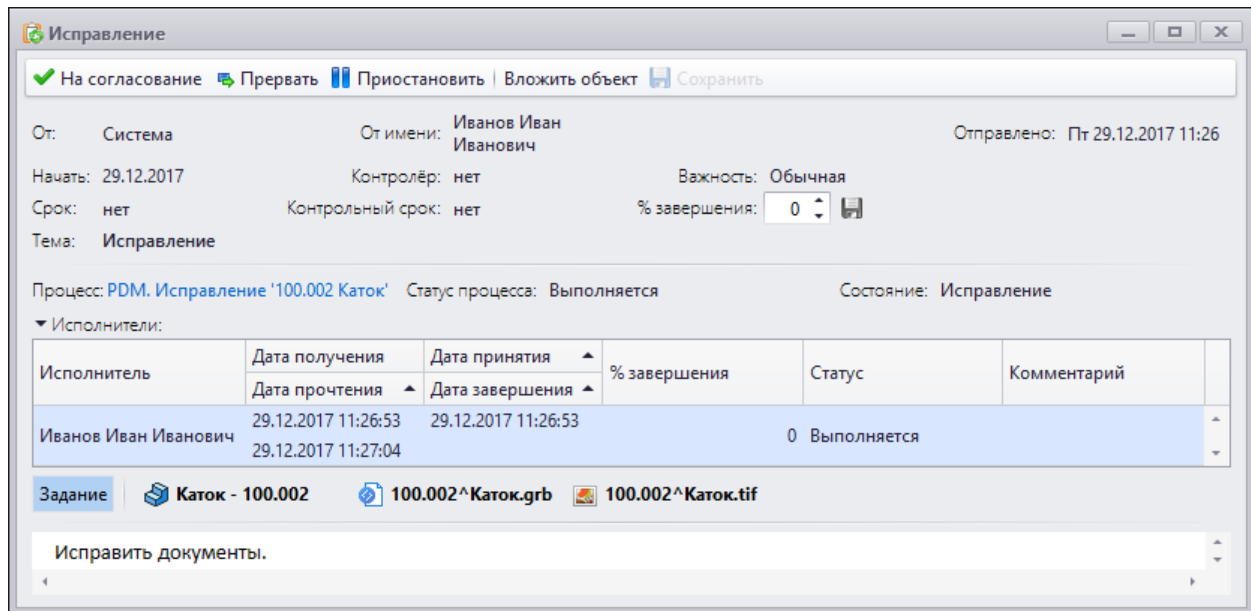 Исправление
На согласование Прервать Приостановить Вложить объект Сохранить
От: Система От имени: Иванов Иван Иванович Отправлено: Пт 29.12.2017 11:26
Начать: 29.12.2017 Контролёр: нет Важность: Обычная
Срок: нет Контрольный срок: нет % завершения: 0
Тема: Исправление
Процесс: PDM. Исправление '100.002 Каток' Статус процесса: Выполняется Состояние: Исправление
Исполнители:
Исполнитель Дата получения Дата принятия % завершения Статус Комментарий
Дата прочтения Дата завершения
Иванов Иван Иванович 29.12.2017 11:26:53 29.12.2017 11:26:53 0 Выполняется
29.12.2017 11:27:04
Задание Каток - 100.002 100.002^Каток.grb 100.002^Каток.tif
Исправить документы.